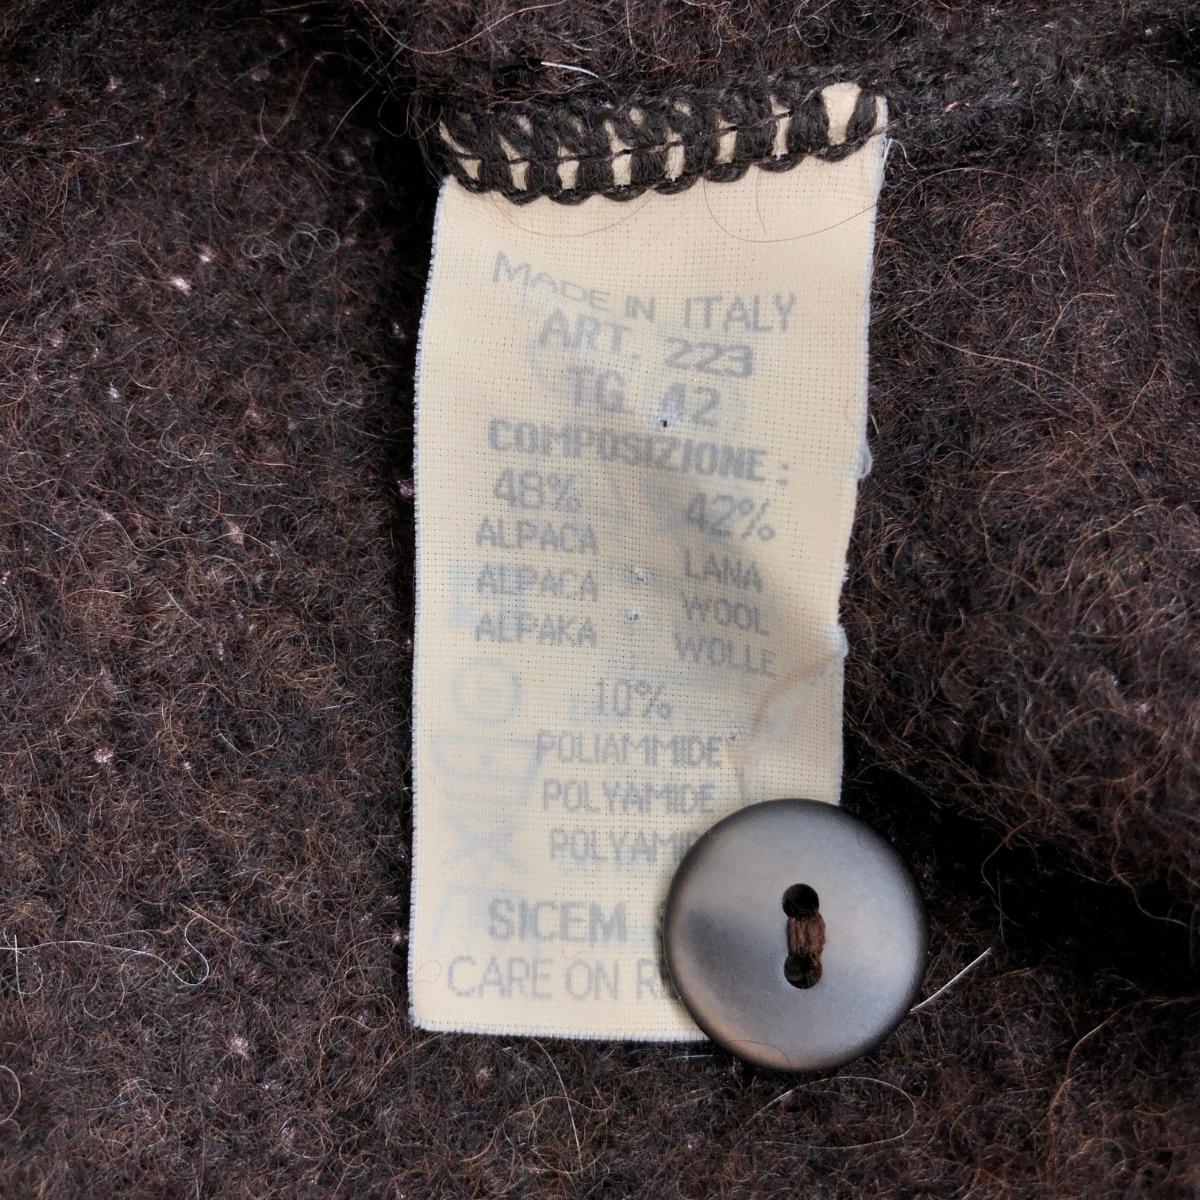 MADE IN ITALY
ART. 223
TG. 42
COMPOSIZIONE :
48% 42%
ALPACA LANA
ALPACA WOOL
ALPAKA WOLLE
10%
POLIAMMIDE
POLYAMIDE
SICEM
CARE ON